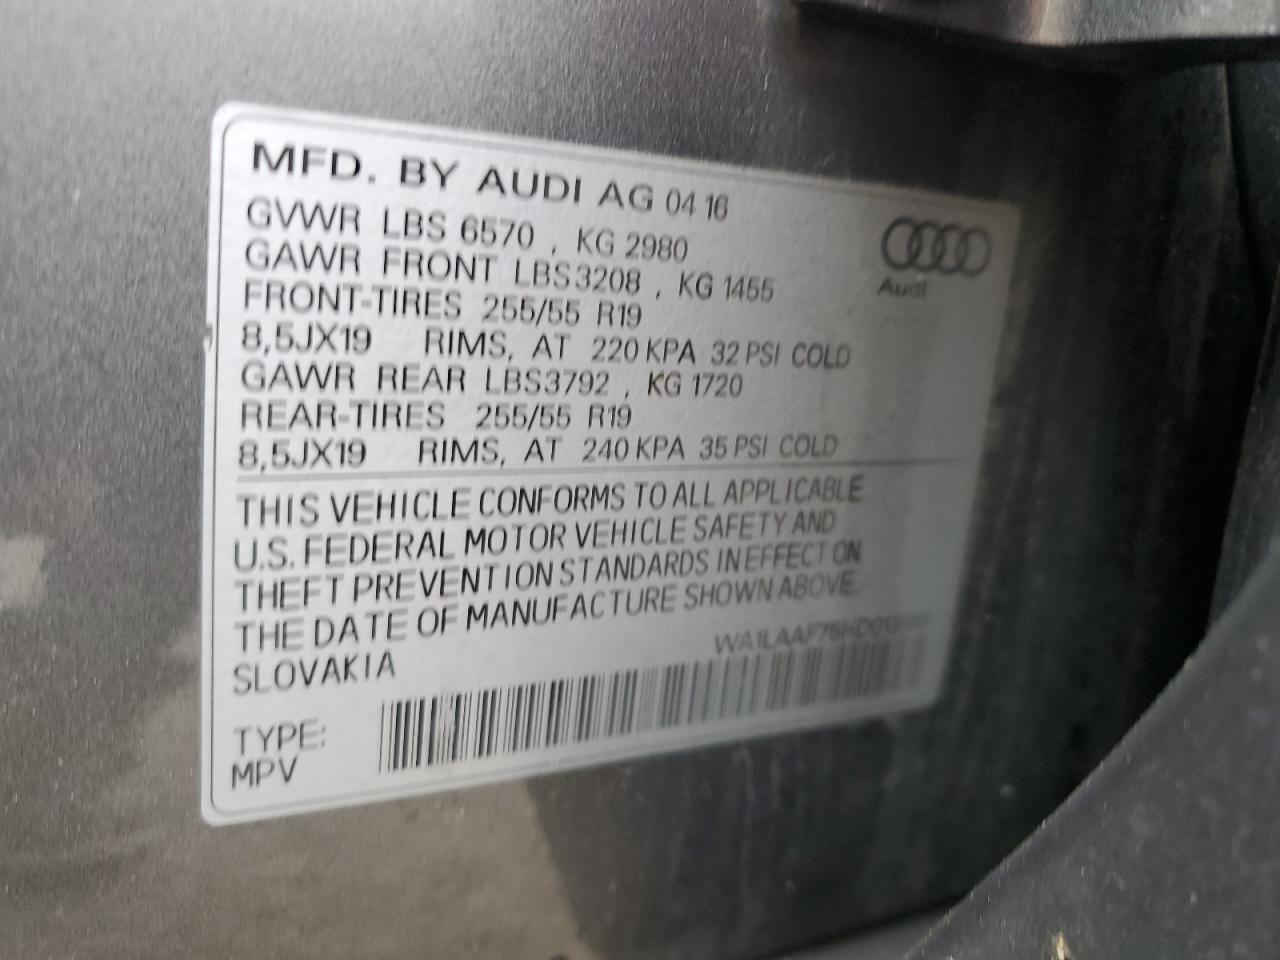 MFD. BY AUDI AG 04 16
GVWR LBS 6570 , KG 2980
GAWR FRONT LBS3208 , KG 1455
FRONT-TIRES 255/55 R19
8,5JX19 RIMS, AT 220 KPA 32 PSI COLD
GAWR REAR LBS3792 , KG 1720
REAR-TIRES 255/55 R19
8,5JX19 RIMS, AT 240 KPA 35 PSI COLD
Audi
THIS VEHICLE CONFORMS TO ALL APPLICABLE
U.S. FEDERAL MOTOR VEHICLE SAFETY AND
THEFT PREVENTION STANDARDS IN EFFECT ON
THE DATE OF MANUFACTURE SHOWN ABOVE.
SLOVAKIA
TYPE:
MPV